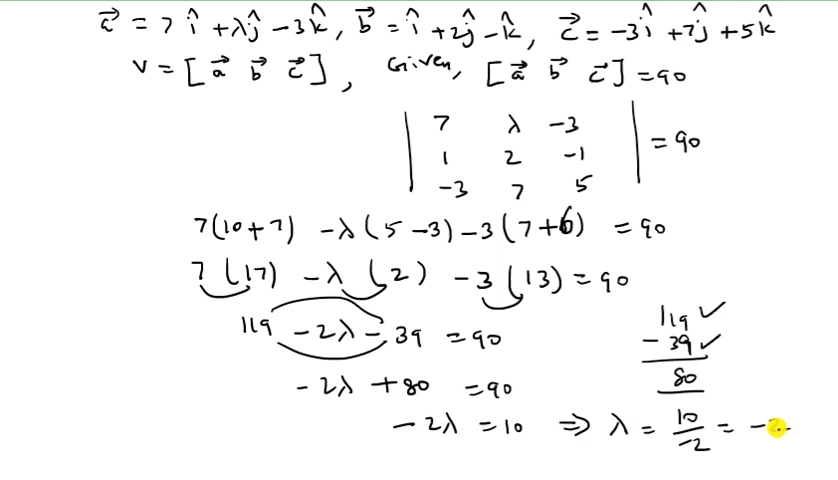 a⃗ = 7 î + λĵ − 3k̂, b⃗ = î + 2ĵ − k̂, c⃗ = −3î + 7ĵ + 5k̂
V = [a⃗ b⃗ c⃗], Given, [a⃗ b⃗ c⃗] = 90
| 7 λ −3 |
| 1 2 −1 | = 90
| −3 7 5 |
7(10+7) − λ(5−3) − 3(7+6) = 90
7(17) − λ(2) − 3(13) = 90
119 − 2λ − 39 = 90
119 ✓
− 39 ✓
80
− 2λ + 80 = 90
− 2λ = 10 ⇒ λ = 10/−2 = −